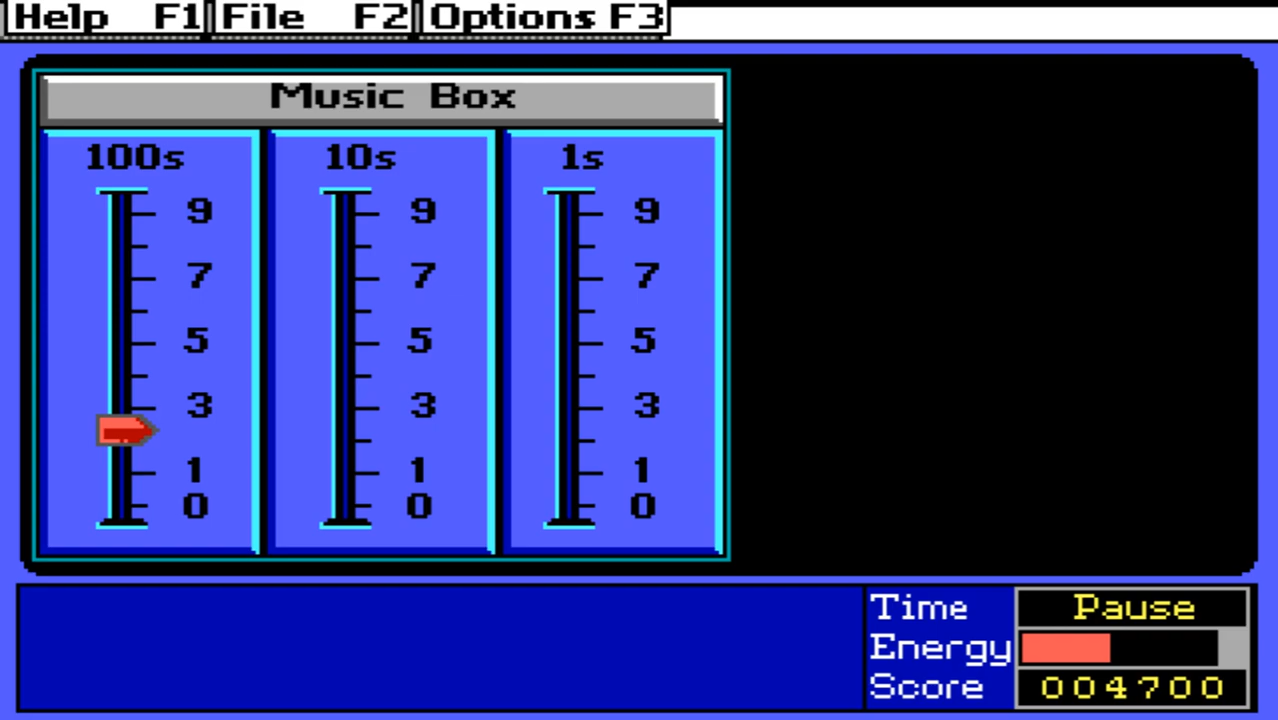 Help F1 File F2 Options F3
Music Box
100s 10s 1s
9 9 9
7 7 7
5 5 5
3 3 3
1 1 1
0 0 0
Time Pause
Energy
Score 004700